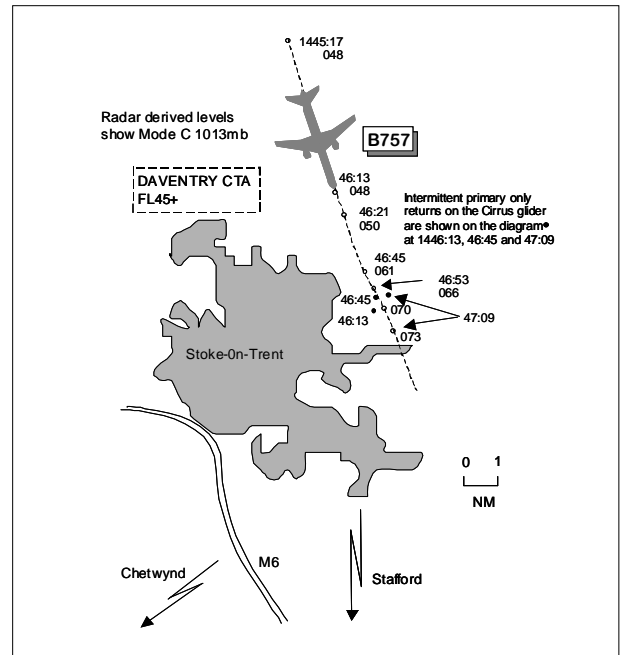 1445:17
048
Radar derived levels
show Mode C 1013mb
B757
DAVENTRY CTA
FL45+
46:13
048
46:21
050
Intermittent primary only
returns on the Cirrus glider
are shown on the diagram
at 1446:13, 46:45 and 47:09
46:45
061
46:53
066
46:45
070
47:09
46:13
073
Stoke-0n-Trent
0 1
NM
M6
Chetwynd
Stafford